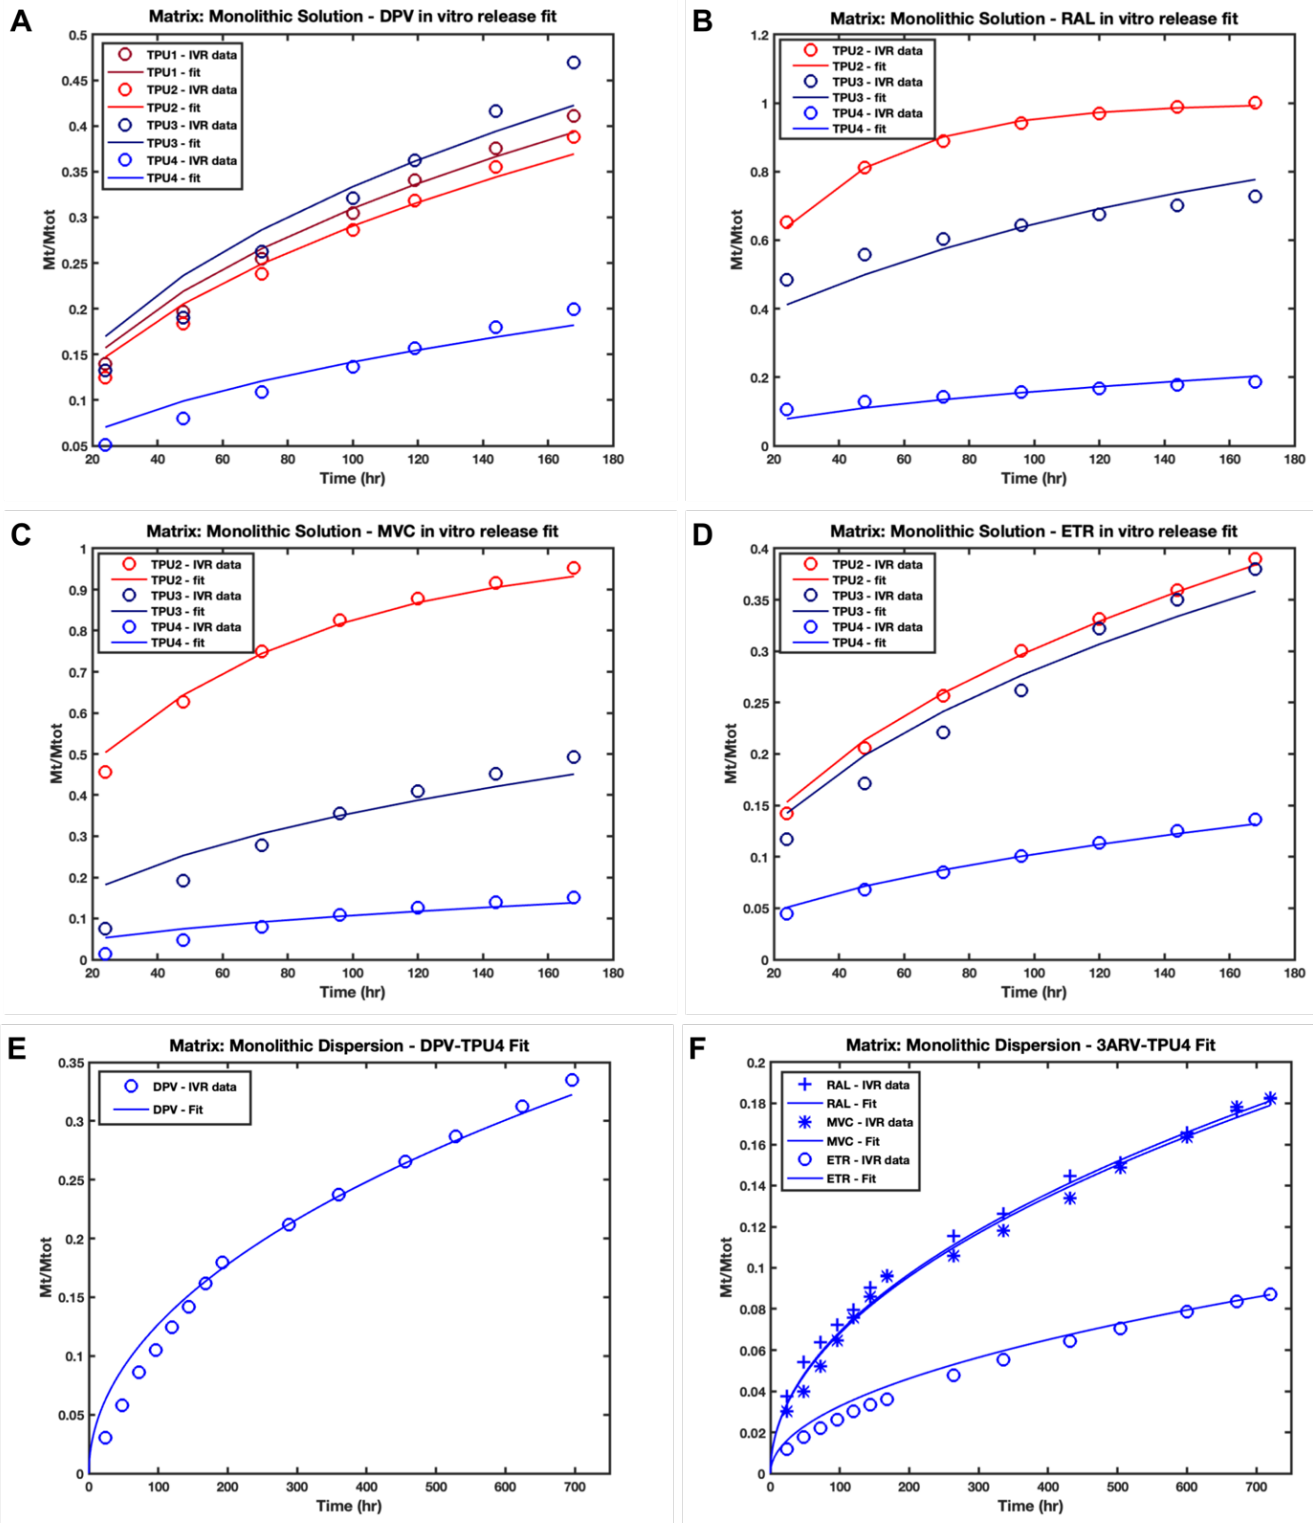 A
Matrix: Monolithic Solution - DPV in vitro release fit
TPU1 - IVR data
TPU1 - fit
TPU2 - IVR data
TPU2 - fit
TPU3 - IVR data
TPU3 - fit
TPU4 - IVR data
TPU4 - fit
0.5
0.45
0.4
0.35
0.3
0.25
0.2
0.15
0.1
0.05
Mt/Mtot
20 40 60 80 100 120 140 160 180
Time (hr)
B
Matrix: Monolithic Solution - RAL in vitro release fit
TPU2 - IVR data
TPU2 - fit
TPU3 - IVR data
TPU3 - fit
TPU4 - IVR data
TPU4 - fit
1.2
1
0.8
0.6
0.4
0.2
0
Mt/Mtot
20 40 60 80 100 120 140 160 180
Time (hr)
C
Matrix: Monolithic Solution - MVC in vitro release fit
TPU2 - IVR data
TPU2 - fit
TPU3 - IVR data
TPU3 - fit
TPU4 - IVR data
TPU4 - fit
1
0.9
0.8
0.7
0.6
0.5
0.4
0.3
0.2
0.1
0
Mt/Mtot
20 40 60 80 100 120 140 160 180
Time (hr)
D
Matrix: Monolithic Solution - ETR in vitro release fit
TPU2 - IVR data
TPU2 - fit
TPU3 - IVR data
TPU3 - fit
TPU4 - IVR data
TPU4 - fit
0.4
0.35
0.3
0.25
0.2
0.15
0.1
0.05
0
Mt/Mtot
20 40 60 80 100 120 140 160 180
Time (hr)
E
Matrix: Monolithic Dispersion - DPV-TPU4 Fit
DPV - IVR data
DPV - Fit
0.35
0.3
0.25
0.2
0.15
0.1
0.05
0
Mt/Mtot
0 100 200 300 400 500 600 700
Time (hr)
F
Matrix: Monolithic Dispersion - 3ARV-TPU4 Fit
RAL - IVR data
RAL - Fit
MVC - IVR data
MVC - Fit
ETR - IVR data
ETR - Fit
0.2
0.18
0.16
0.14
0.12
0.1
0.08
0.06
0.04
0.02
0
Mt/Mtot
0 100 200 300 400 500 600 700
Time (hr)